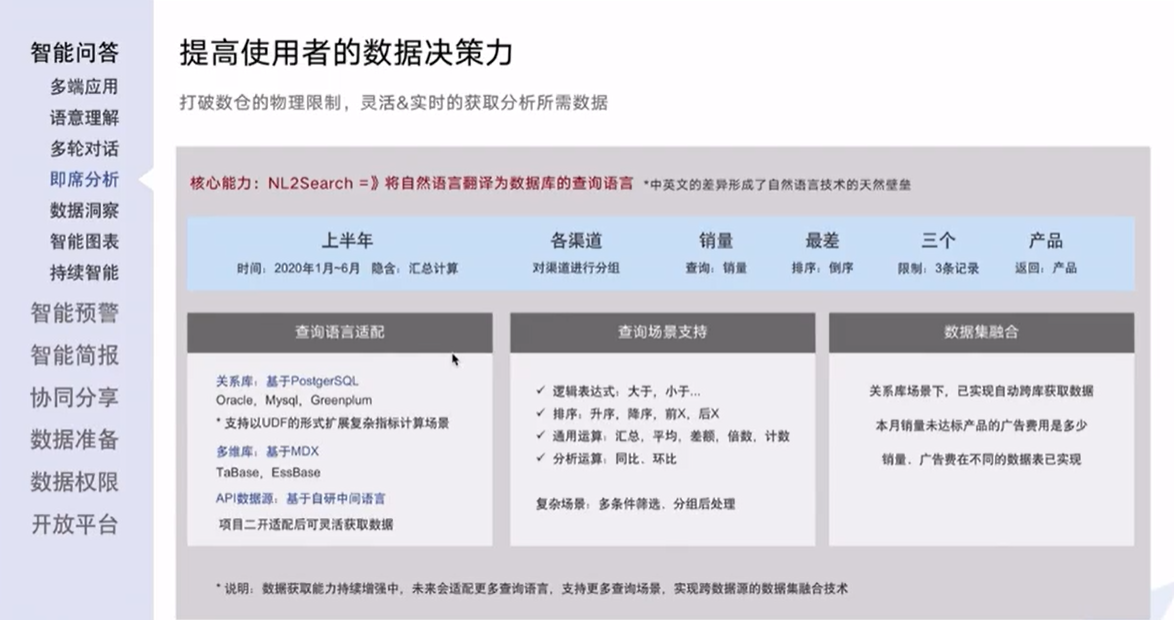 智能问答
多端应用
语意理解
多轮对话
即席分析
数据洞察
智能图表
持续智能
智能预警
智能简报
协同分享
数据准备
数据权限
开放平台
提高使用者的数据决策力
打破数仓的物理限制，灵活&实时的获取分析所需数据
核心能力：NL2Search =》将自然语言翻译为数据库的查询语言 *中英文的差异形成了自然语言技术的天然壁垒
上半年 各渠道 销量 最差 三个 产品
时间：2020年1月~6月 隐含：汇总计算 对渠道进行分组 查询：销量 排序：倒序 限制：3条记录 返回：产品
查询语言适配
关系库：基于PostgerSQL
Oracle，Mysql，Greenplum
* 支持以UDF的形式扩展复杂指标计算场景
多维库：基于MDX
TaBase，EssBase
API数据源：基于自研中间语言
项目二开适配后可灵活获取数据
查询场景支持
✓ 逻辑表达式：大于，小于...
✓ 排序：升序，降序，前X，后X
✓ 通用运算：汇总，平均，差额，倍数，计数
✓ 分析运算：同比．环比
复杂场景：多条件筛选．分组后处理
数据集融合
关系库场景下，已实现自动跨库获取数据
本月销量未达标产品的广告费用是多少
销量．广告费在不同的数据表已实现
* 说明：数据获取能力持续增强中，未来会适配更多查询语言，支持更多查询场景，实现跨数据源的数据集融合技术